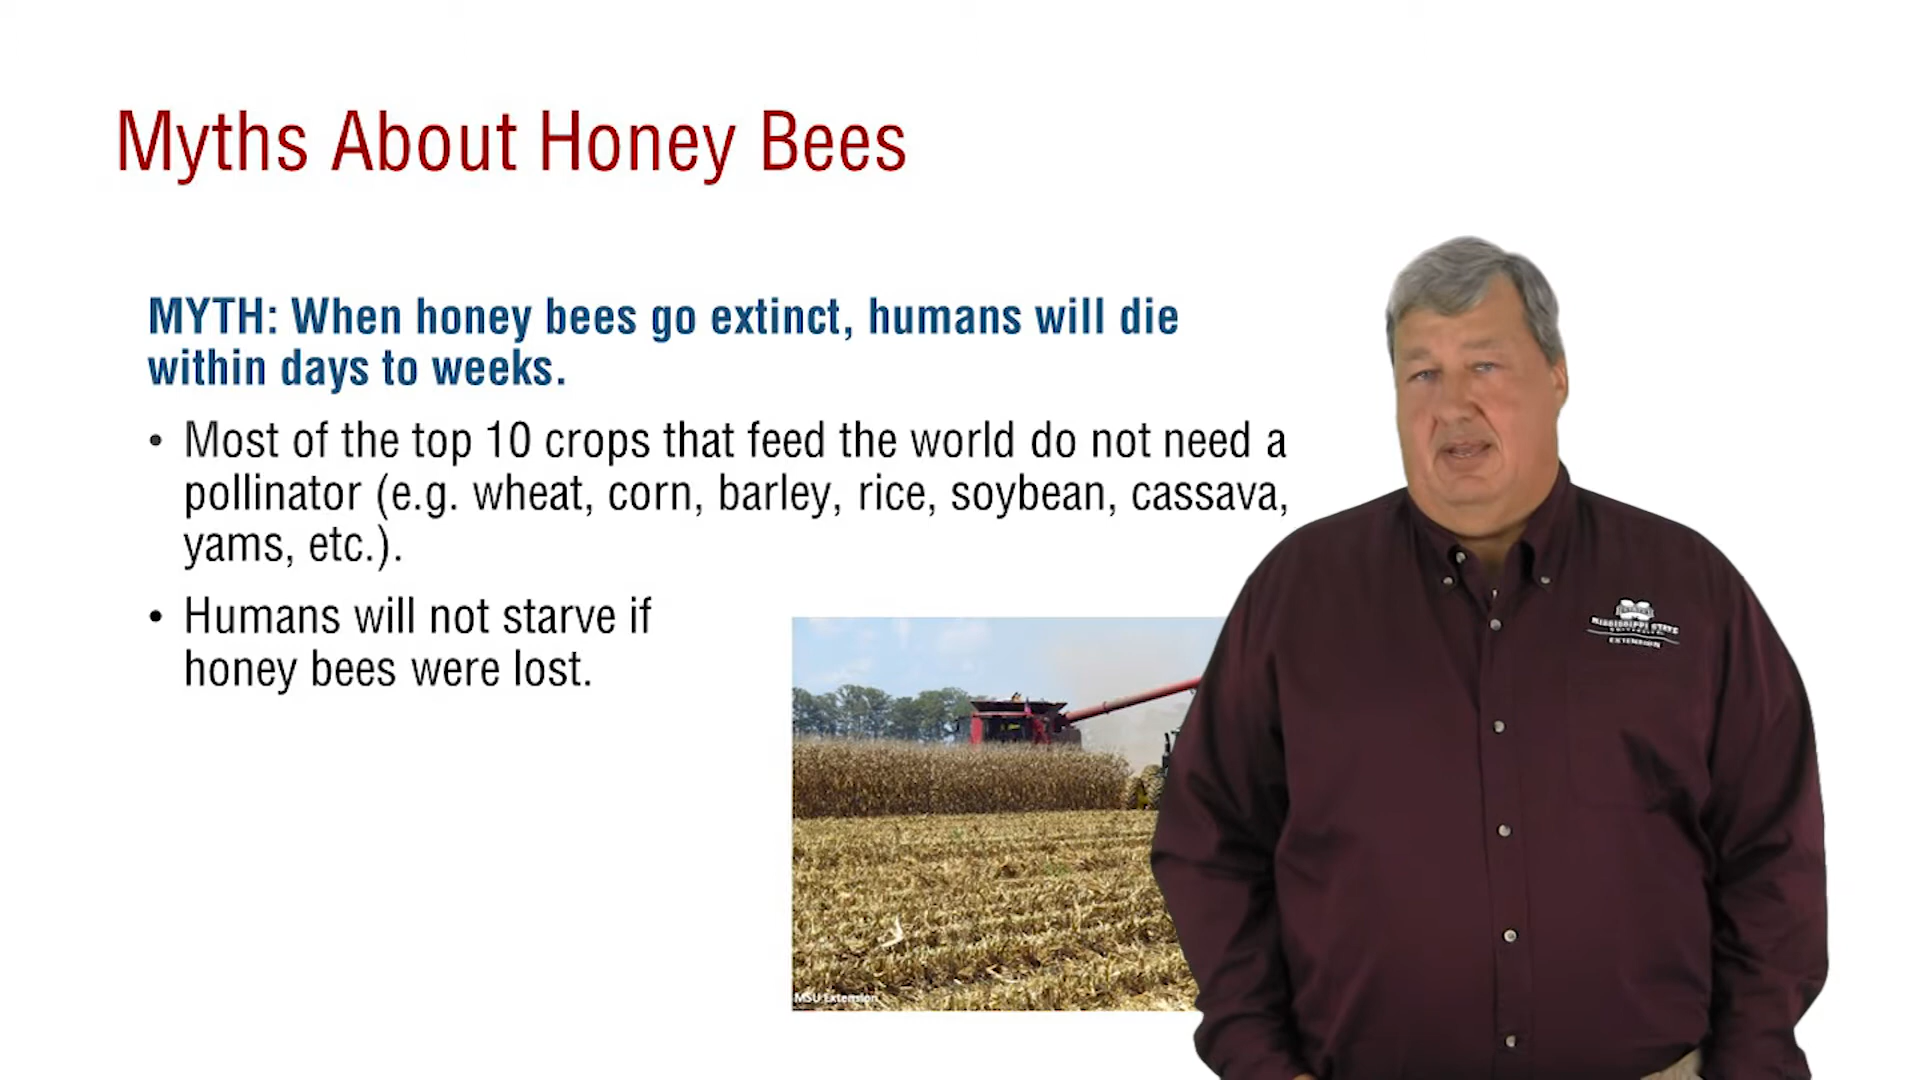 Myths About Honey Bees
MYTH: When honey bees go extinct, humans will die
within days to weeks.
• Most of the top 10 crops that feed the world do not need a
pollinator (e.g. wheat, corn, barley, rice, soybean, cassava,
yams, etc.).
• Humans will not starve if
honey bees were lost.
MISSISSIPPI STATE
EXTENSION
MSU Extension